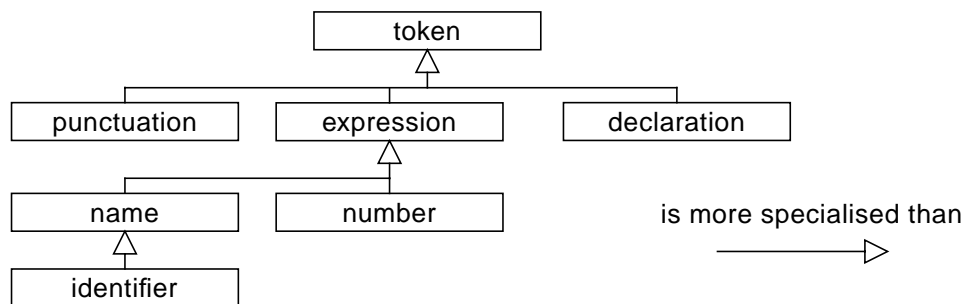 token
punctuation
expression
declaration
name
number
is more specialised than
identifier